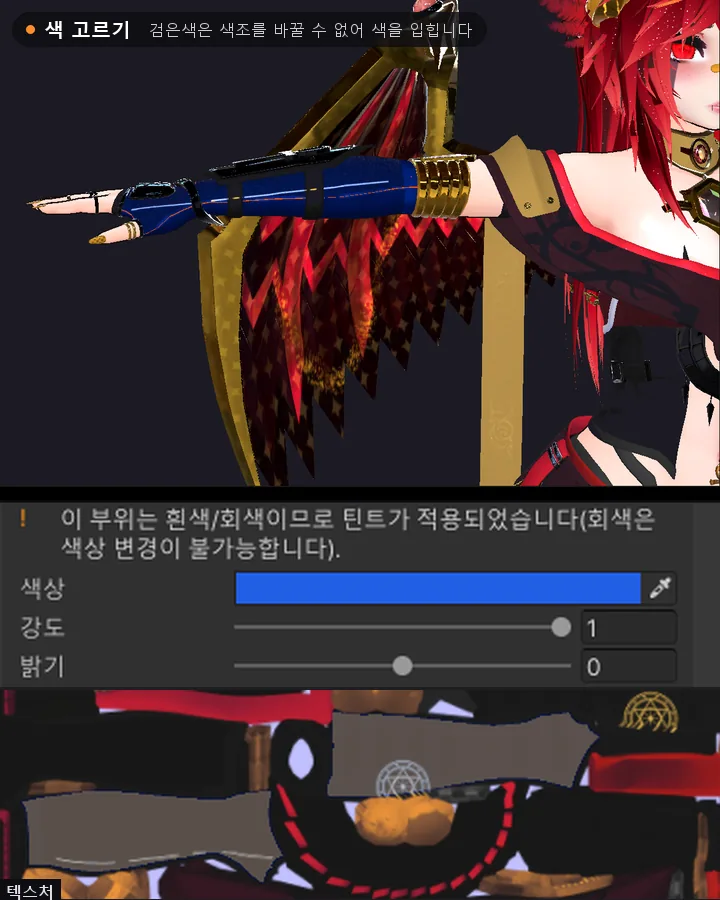 색 고르기 검은색은 색조를 바꿀 수 없어 색을 입힙니다
! 이 부위는 흰색/회색이므로 틴트가 적용되었습니다(회색은
색상 변경이 불가능합니다).
색상
강도 1
밝기 0
텍스처